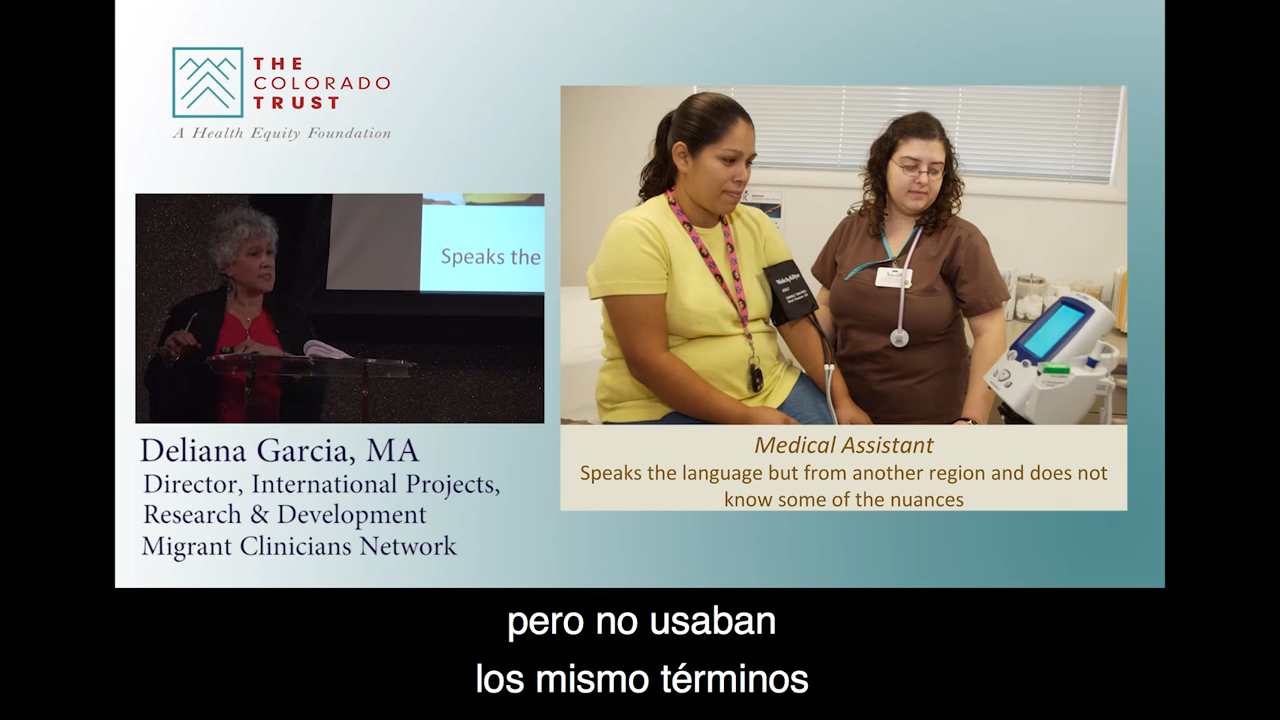 THE
COLORADO
TRUST
A Health Equity Foundation
Speaks the
Deliana Garcia, MA
Director, International Projects,
Research & Development
Migrant Clinicians Network
WelchAllyn
Medical Assistant
Speaks the language but from another region and does not
know some of the nuances
pero no usaban
los mismo términos